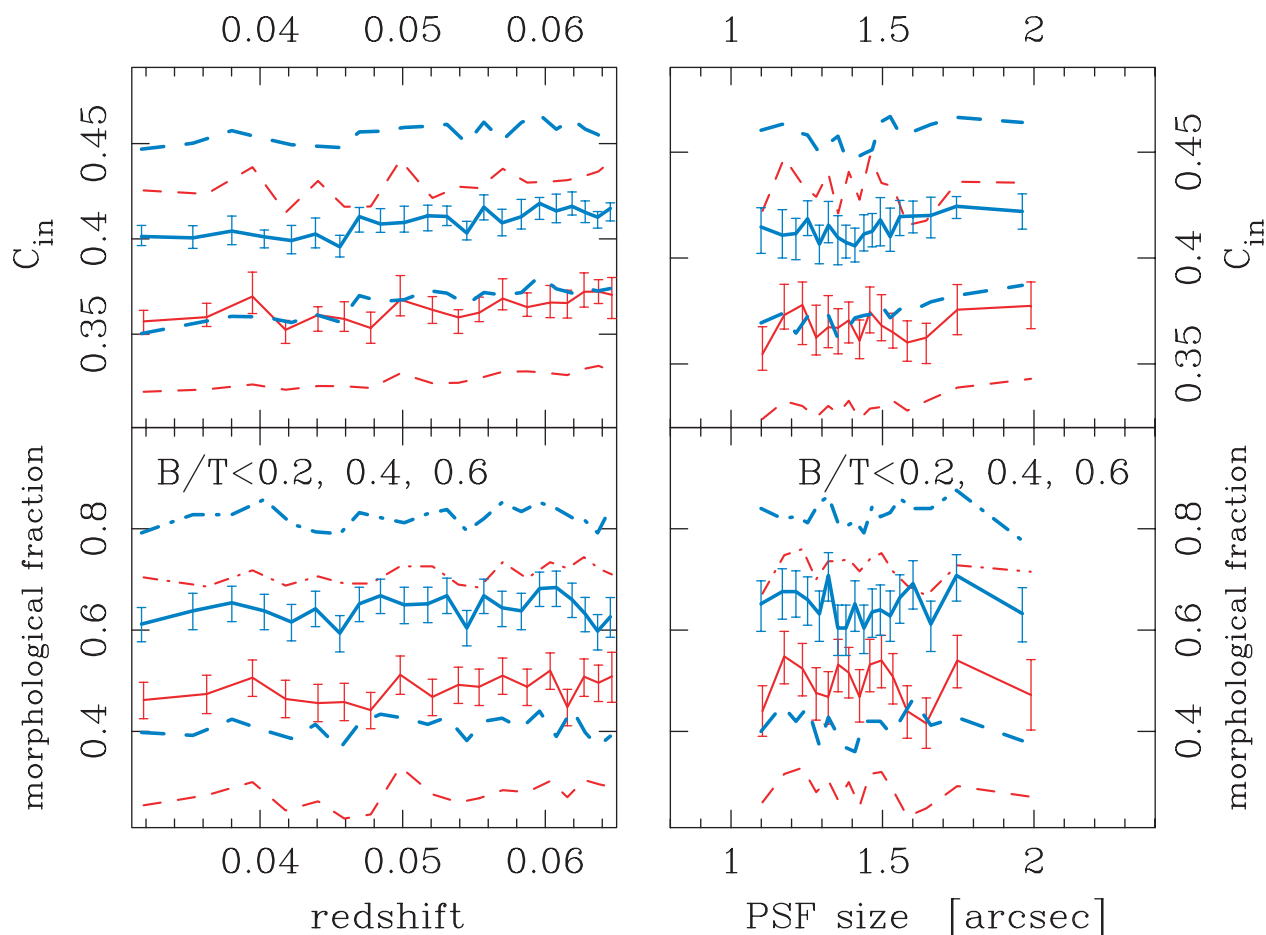 0.04 0.05 0.06
1 1.5 2
C_in
0.45
0.4
0.35
0.45
0.4
0.35
C_in
B/T<0.2, 0.4, 0.6
B/T<0.2, 0.4, 0.6
morphological fraction
0.8
0.6
0.4
0.8
0.6
0.4
morphological fraction
0.04 0.05 0.06
1 1.5 2
redshift
PSF size [arcsec]